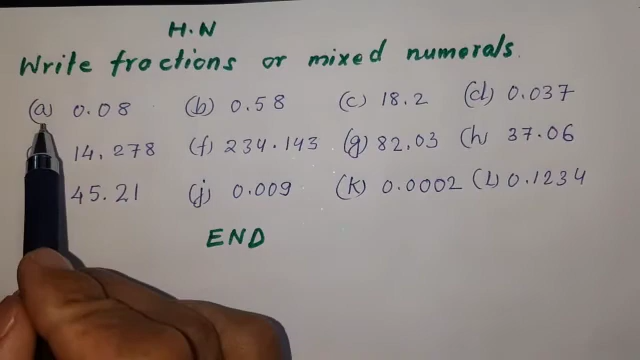 H.N
Write fractions or mixed numerals.
(a) 0.08 (b) 0.58 (c) 18.2 (d) 0.037
14.278 (f) 234.143 (g) 82.03 (h) 37.06
45.21 (j) 0.009 (k) 0.0002 (l) 0.1234
END